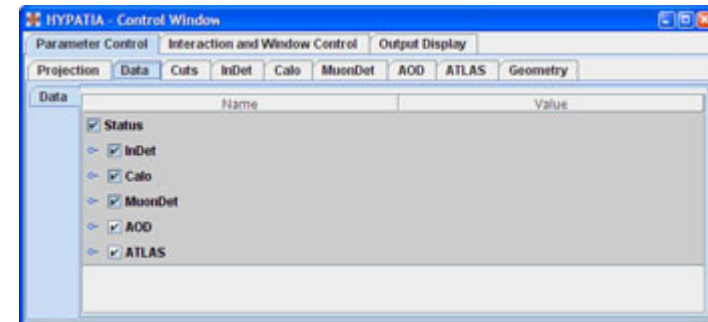 HYPATIA - Control Window
Parameter Control Interaction and Window Control Output Display
Projection Data Cuts InDet Calo MuonDet AOD ATLAS Geometry
Data Name Value
Status
InDet
Calo
MuonDet
AOD
ATLAS